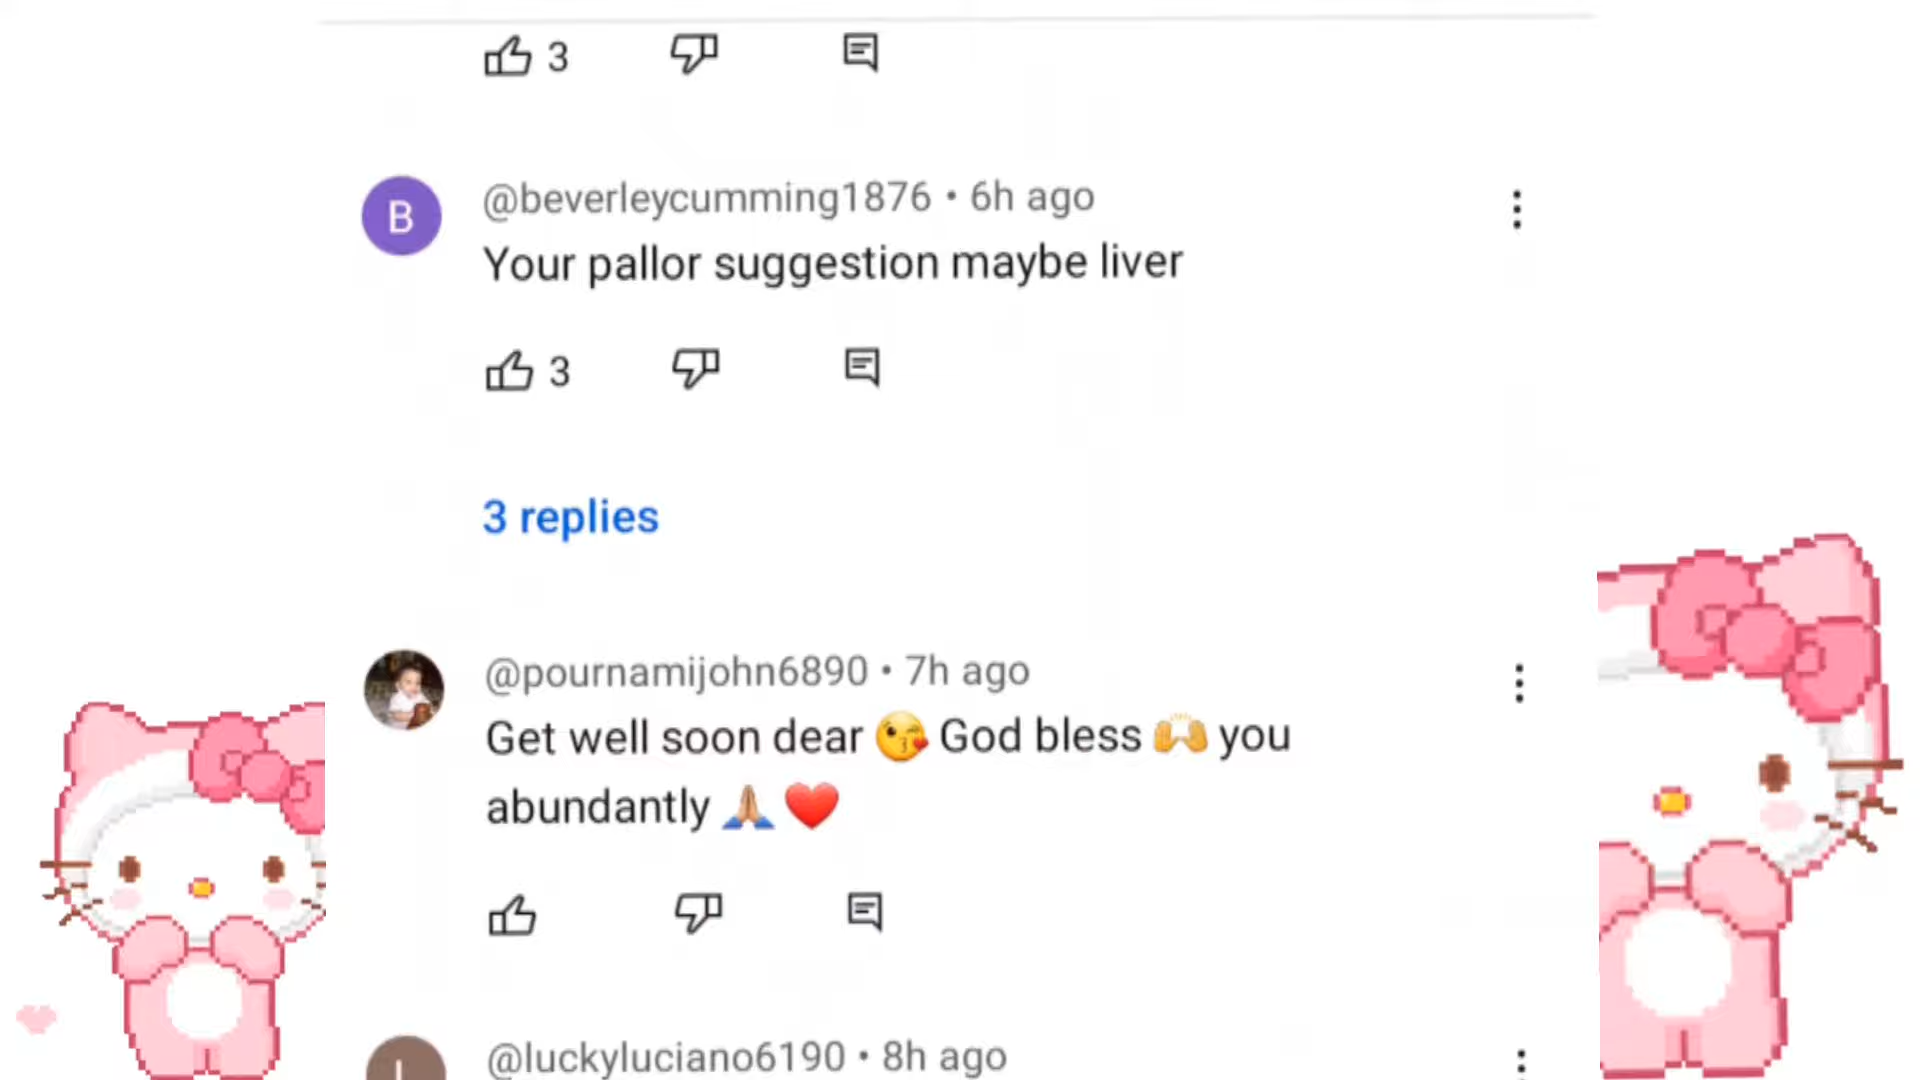 3
B
@beverleycumming1876 • 6h ago
Your pallor suggestion maybe liver
3
3 replies
@pournamijohn6890 • 7h ago
Get well soon dear 😘 God bless 🙌 you
abundantly 🙏🏽 ❤️
L
@luckyluciano6190 • 8h ago